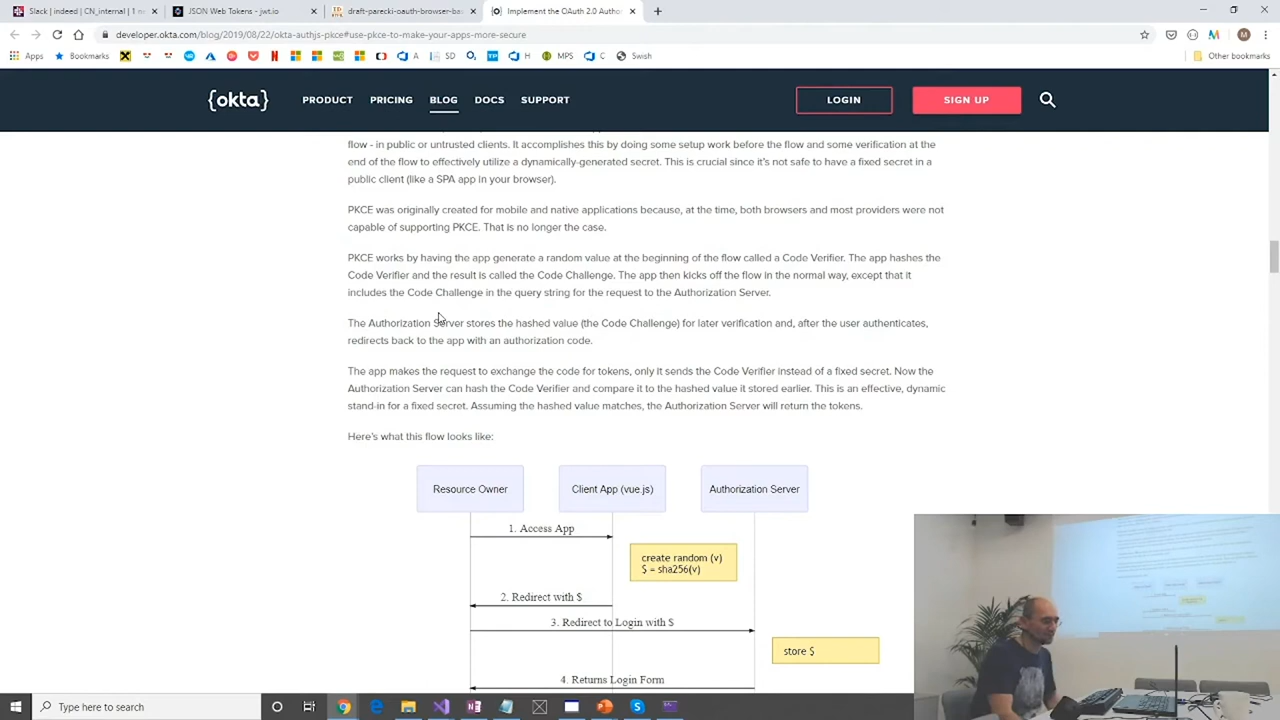 Slack | indeed | CN_internal | 1 n
JSON Web Tokens - jwt.io
draft-parecki-oauth-browser-ba
Implement the OAuth 2.0 Autho
developer.okta.com/blog/2019/08/22/okta-authjs-pkce#use-pkce-to-make-your-apps-more-secure
Apps
Bookmarks
A
SD
H
MPS
C
Swish
Other bookmarks
{okta}
PRODUCT
PRICING
BLOG
DOCS
SUPPORT
LOGIN
SIGN UP
flow - in public or untrusted clients. It accomplishes this by doing some setup work before the flow and some verification at the
end of the flow to effectively utilize a dynamically-generated secret. This is crucial since it's not safe to have a fixed secret in a
public client (like a SPA app in your browser).
PKCE was originally created for mobile and native applications because, at the time, both browsers and most providers were not
capable of supporting PKCE. That is no longer the case.
PKCE works by having the app generate a random value at the beginning of the flow called a Code Verifier. The app hashes the
Code Verifier and the result is called the Code Challenge. The app then kicks off the flow in the normal way, except that it
includes the Code Challenge in the query string for the request to the Authorization Server.
The Authorization Server stores the hashed value (the Code Challenge) for later verification and, after the user authenticates,
redirects back to the app with an authorization code.
The app makes the request to exchange the code for tokens, only it sends the Code Verifier instead of a fixed secret. Now the
Authorization Server can hash the Code Verifier and compare it to the hashed value it stored earlier. This is an effective, dynamic
stand-in for a fixed secret. Assuming the hashed value matches, the Authorization Server will return the tokens.
Here's what this flow looks like:
Resource Owner
Client App (vue.js)
Authorization Server
1. Access App
create random (v)
$ = sha256(v)
2. Redirect with $
3. Redirect to Login with $
store $
4. Returns Login Form
Type here to search